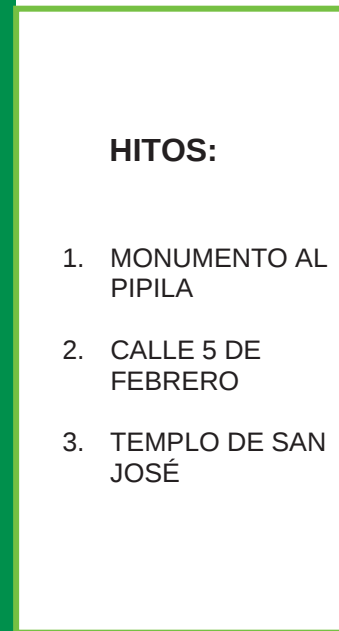 HITOS:
1. MONUMENTO AL
PIPILA
2. CALLE 5 DE
FEBRERO
3. TEMPLO DE SAN
JOSÉ